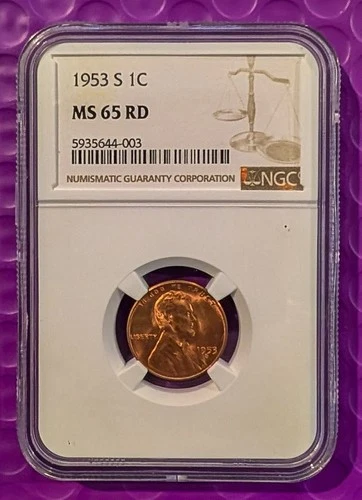 1953 S 1C
MS 65 RD
5935644-003
NUMISMATIC GUARANTY CORPORATION
NGC
LIBERTY
1953